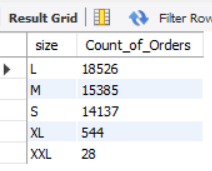 Result Grid Filter Row
size Count_of_Orders
L 18526
M 15385
S 14137
XL 544
XXL 28